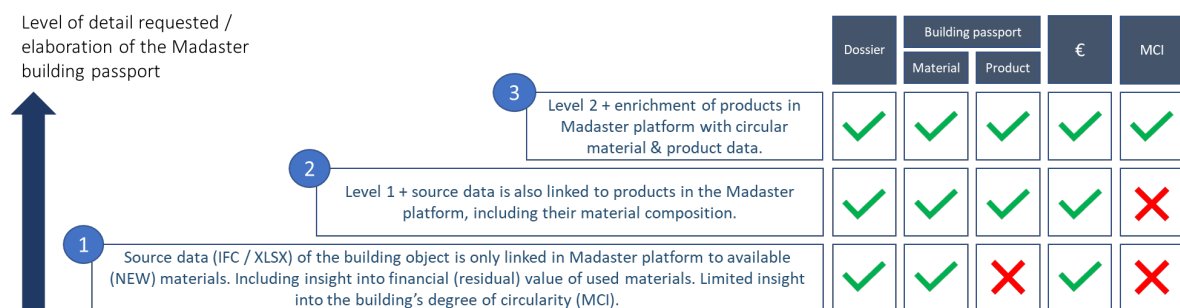 Level of detail requested /
elaboration of the Madaster
building passport
Dossier
Building passport
€
MCI
Material
Product
3
Level 2 + enrichment of products in
Madaster platform with circular
material & product data.
2
Level 1 + source data is also linked to products in the Madaster
platform, including their material composition.
1
Source data (IFC / XLSX) of the building object is only linked in Madaster platform to available
(NEW) materials. Including insight into financial (residual) value of used materials. Limited insight
into the building’s degree of circularity (MCI).